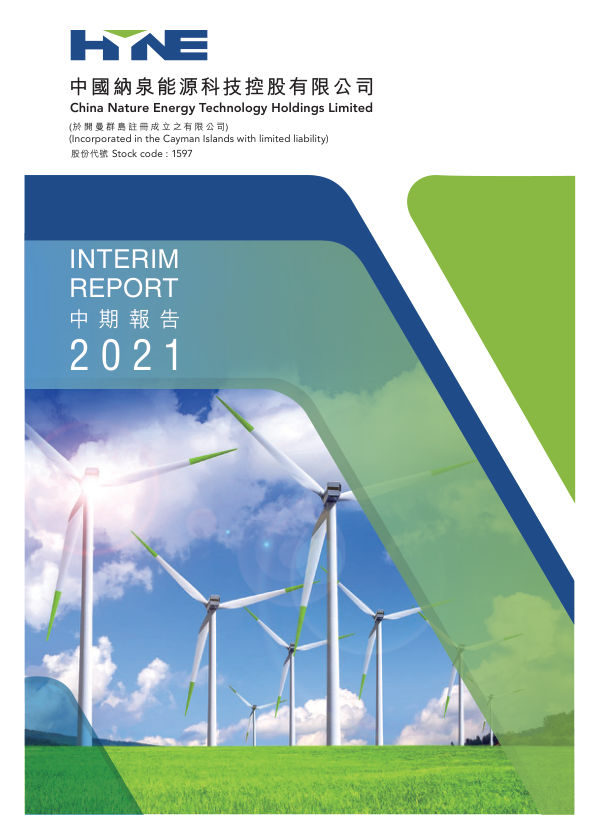 HYNE
中國納泉能源科技控股有限公司
China Nature Energy Technology Holdings Limited
(於開曼群島註冊成立之有限公司)
(Incorporated in the Cayman Islands with limited liability)
股份代號 Stock code : 1597
INTERIM
REPORT
中期報告
2021